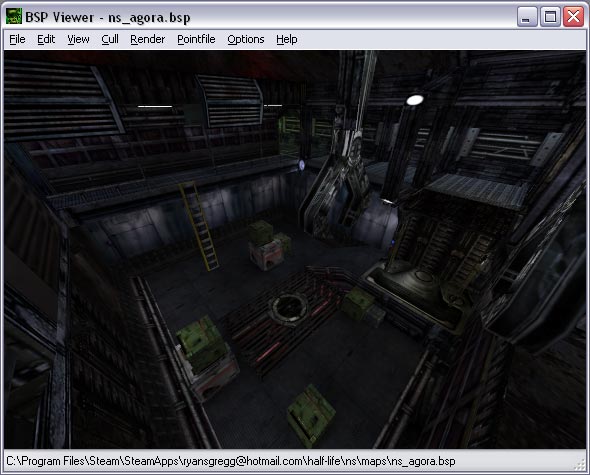 BSP Viewer - ns_agora.bsp
File Edit View Cull Render Pointfile Options Help
C:\Program Files\Steam\SteamApps\ryansgregg@hotmail.com\half-life\ns\maps\ns_agora.bsp